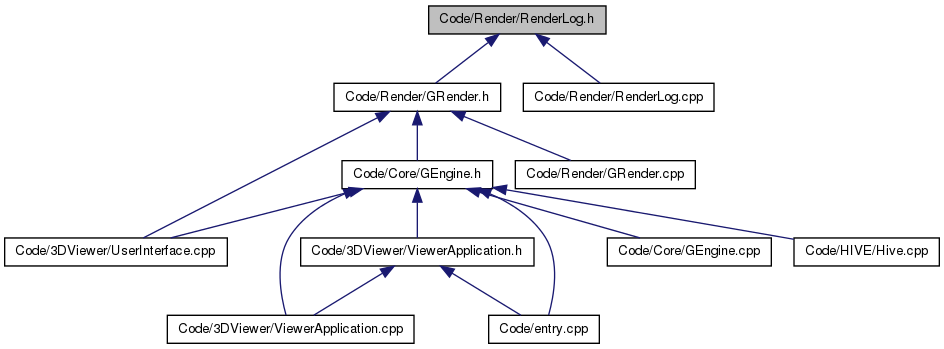 Code/Render/RenderLog.h
Code/Render/GRender.h
Code/Render/RenderLog.cpp
Code/Core/GEngine.h
Code/Render/GRender.cpp
Code/3DViewer/UserInterface.cpp
Code/3DViewer/ViewerApplication.h
Code/Core/GEngine.cpp
Code/HIVE/Hive.cpp
Code/3DViewer/ViewerApplication.cpp
Code/entry.cpp